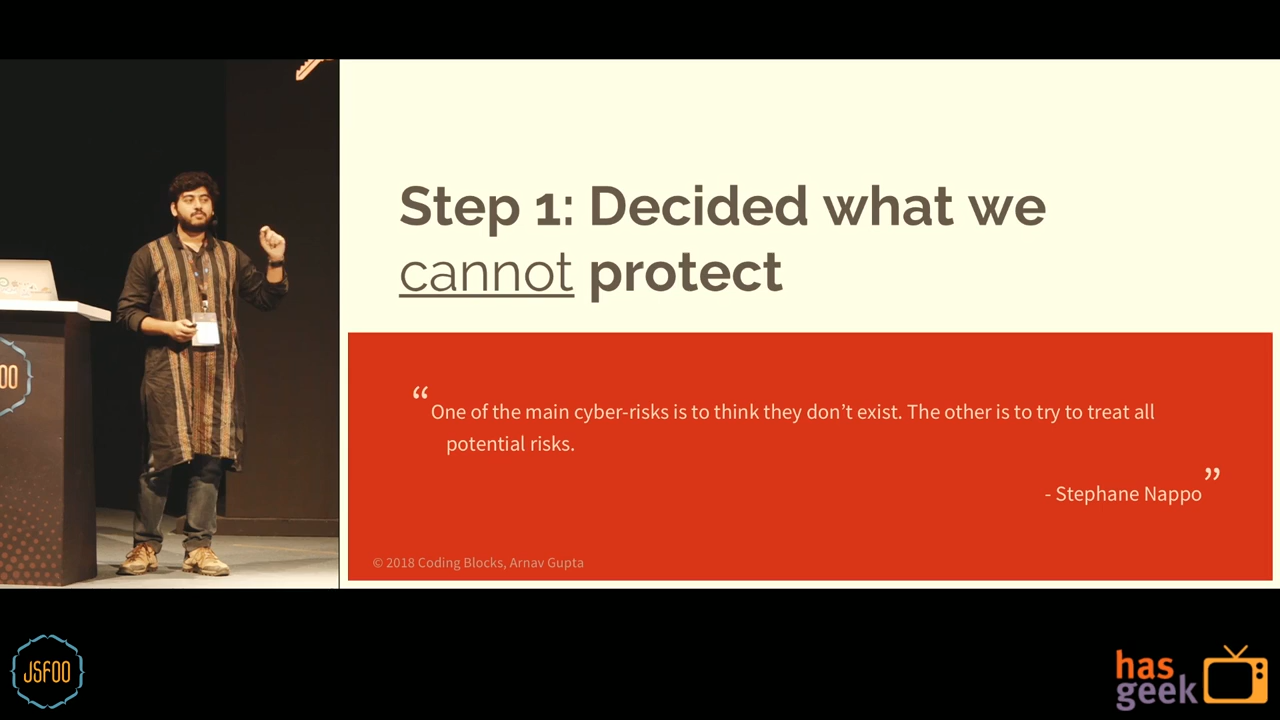 Step 1: Decided what we
cannot protect
“One of the main cyber-risks is to think they don’t exist. The other is to try to treat all
potential risks.
- Stephane Nappo”
© 2018 Coding Blocks, Arnav Gupta
OO
JSFOO
has
geek